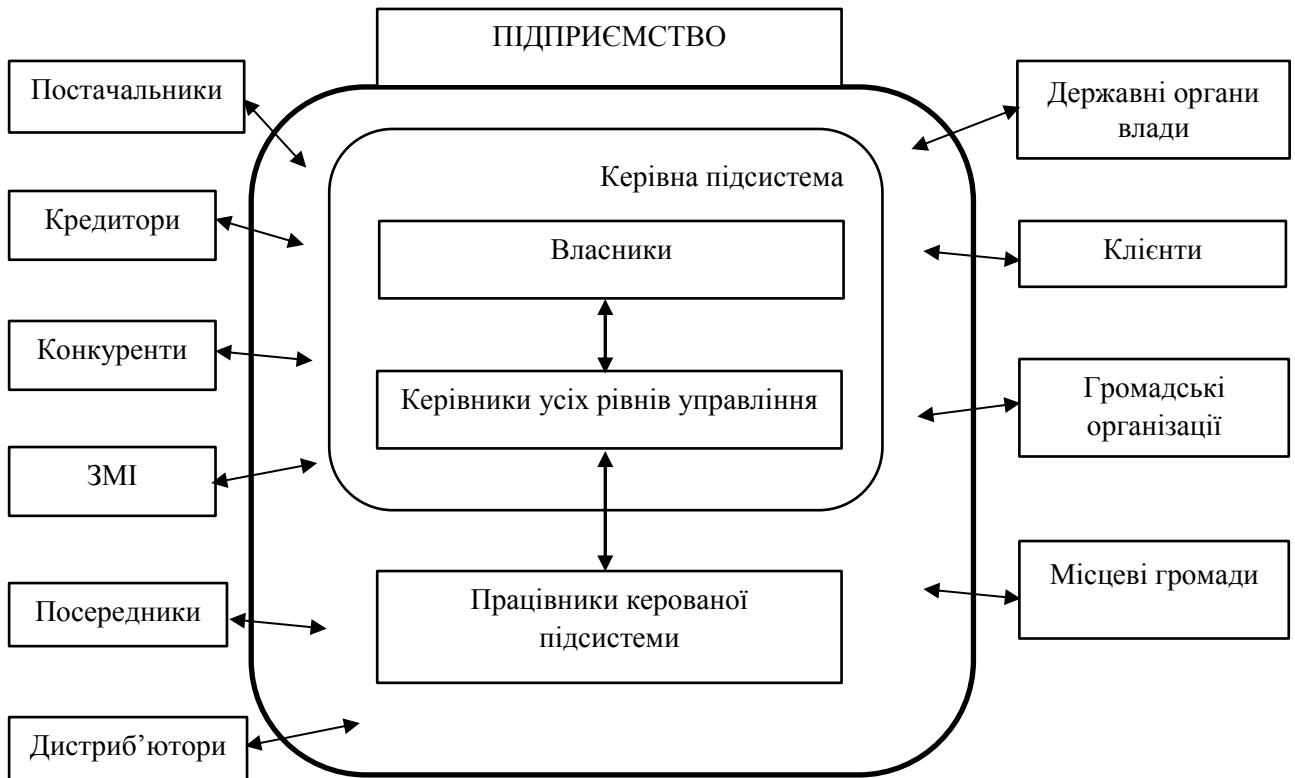 ПІДПРИЄМСТВО
Постачальники
Державні органи
влади
Керівна підсистема
Кредитори
Власники
Клієнти
Конкуренти
Керівники усіх рівнів управління
Громадські
організації
ЗМІ
Місцеві громади
Працівники керованої
підсистеми
Посередники
Дистриб’ютори